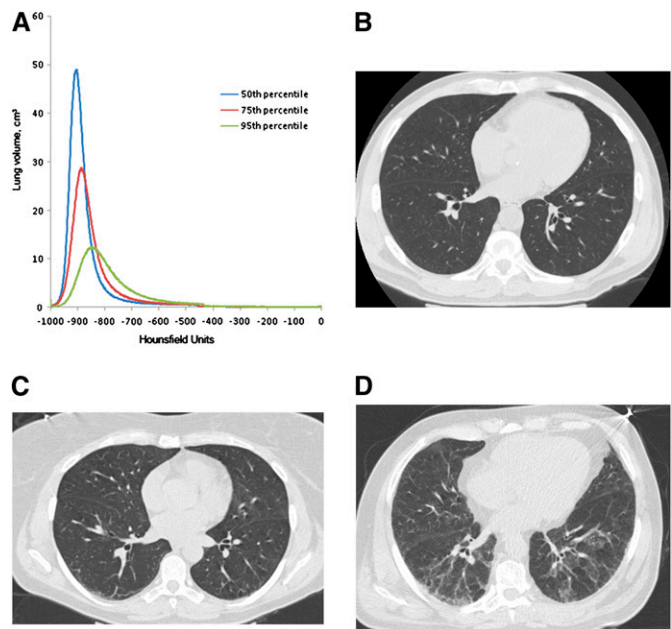 A
B
60
50
40
30
20
10
0
Lung volume, cm³
50th percentile
75th percentile
95th percentile
-1000 -900 -800 -700 -600 -500 -400 -300 -200 -100 0
Hounsfield Units
C
D